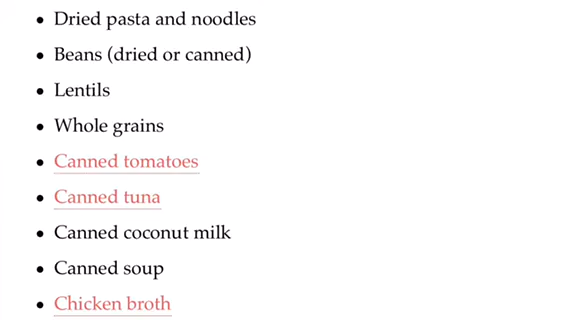 • Dried pasta and noodles
• Beans (dried or canned)
• Lentils
• Whole grains
• Canned tomatoes
• Canned tuna
• Canned coconut milk
• Canned soup
• Chicken broth